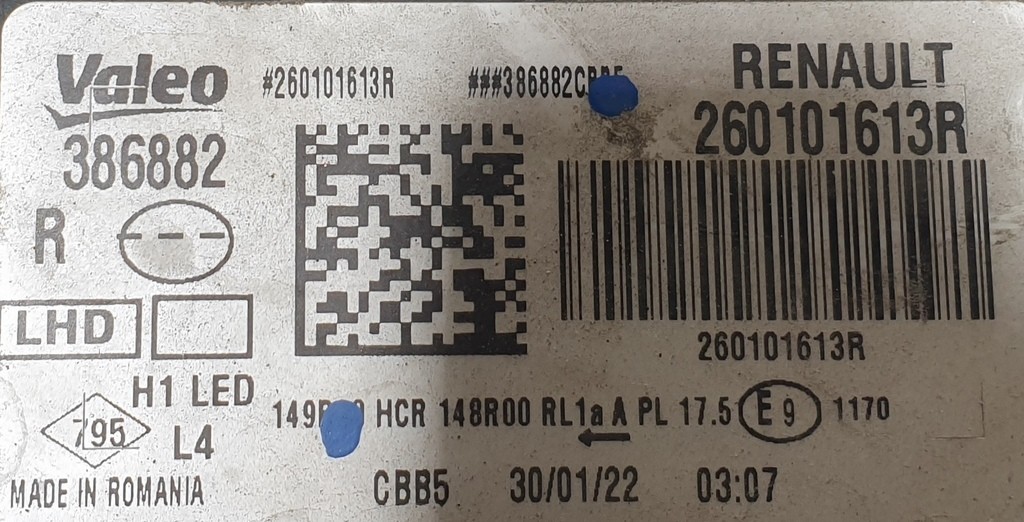 Valeo #260101613R ###386882C RENAULT
386882 260101613R
R
LHD
260101613R
H1 LED
HCR 148R00 RL1a A PL 17.5 E 9 1170
795 L4
MADE IN ROMANIA CBB5 30/01/22 03:07